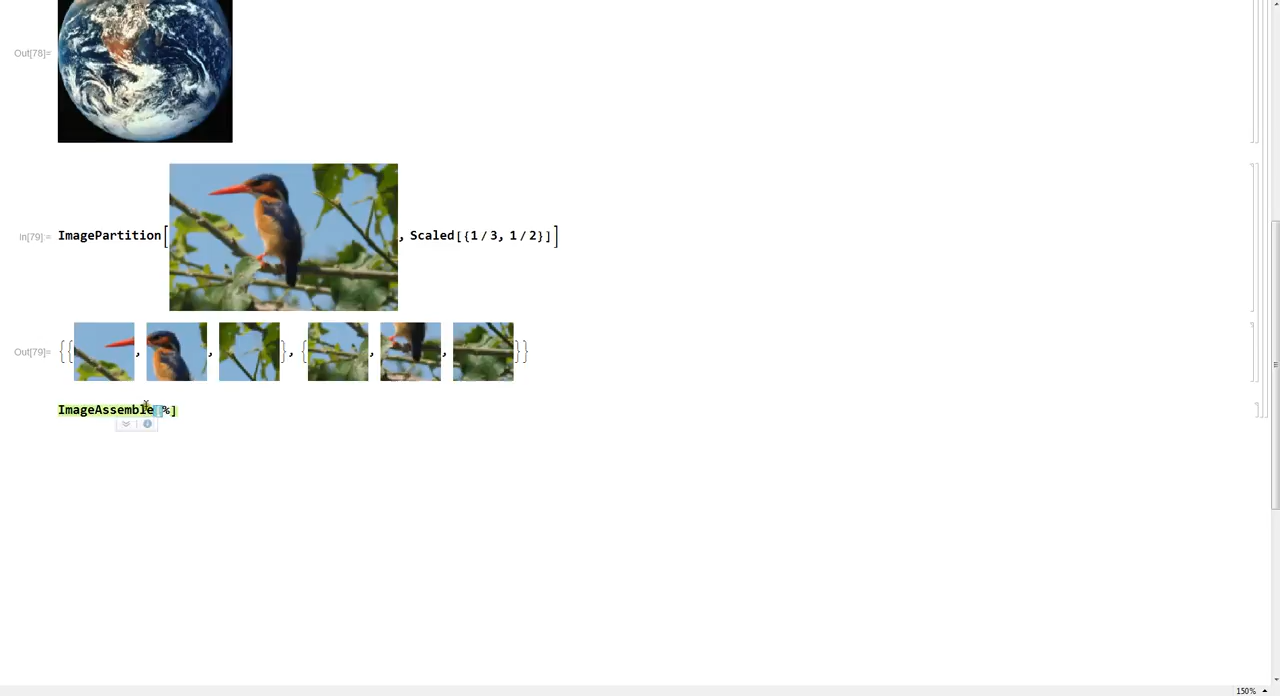 Out[78]=
In[79]:= ImagePartition[ , Scaled[{1/3, 1/2}]]
Out[79]= {{ , , }, { , , }}
ImageAssemble[%]
150%